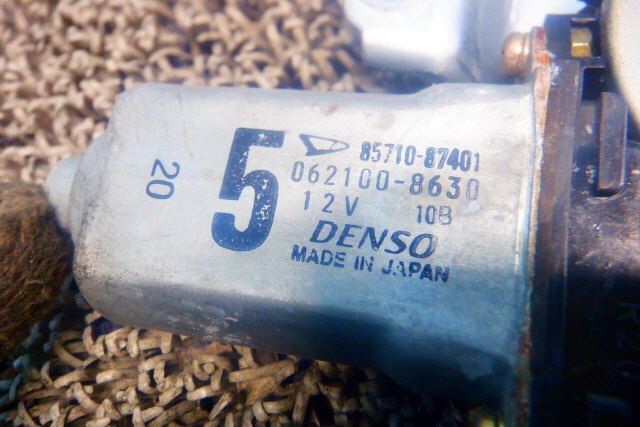 20
5
85710-87401
062100-8630
12V 10B
DENSO
MADE IN JAPAN